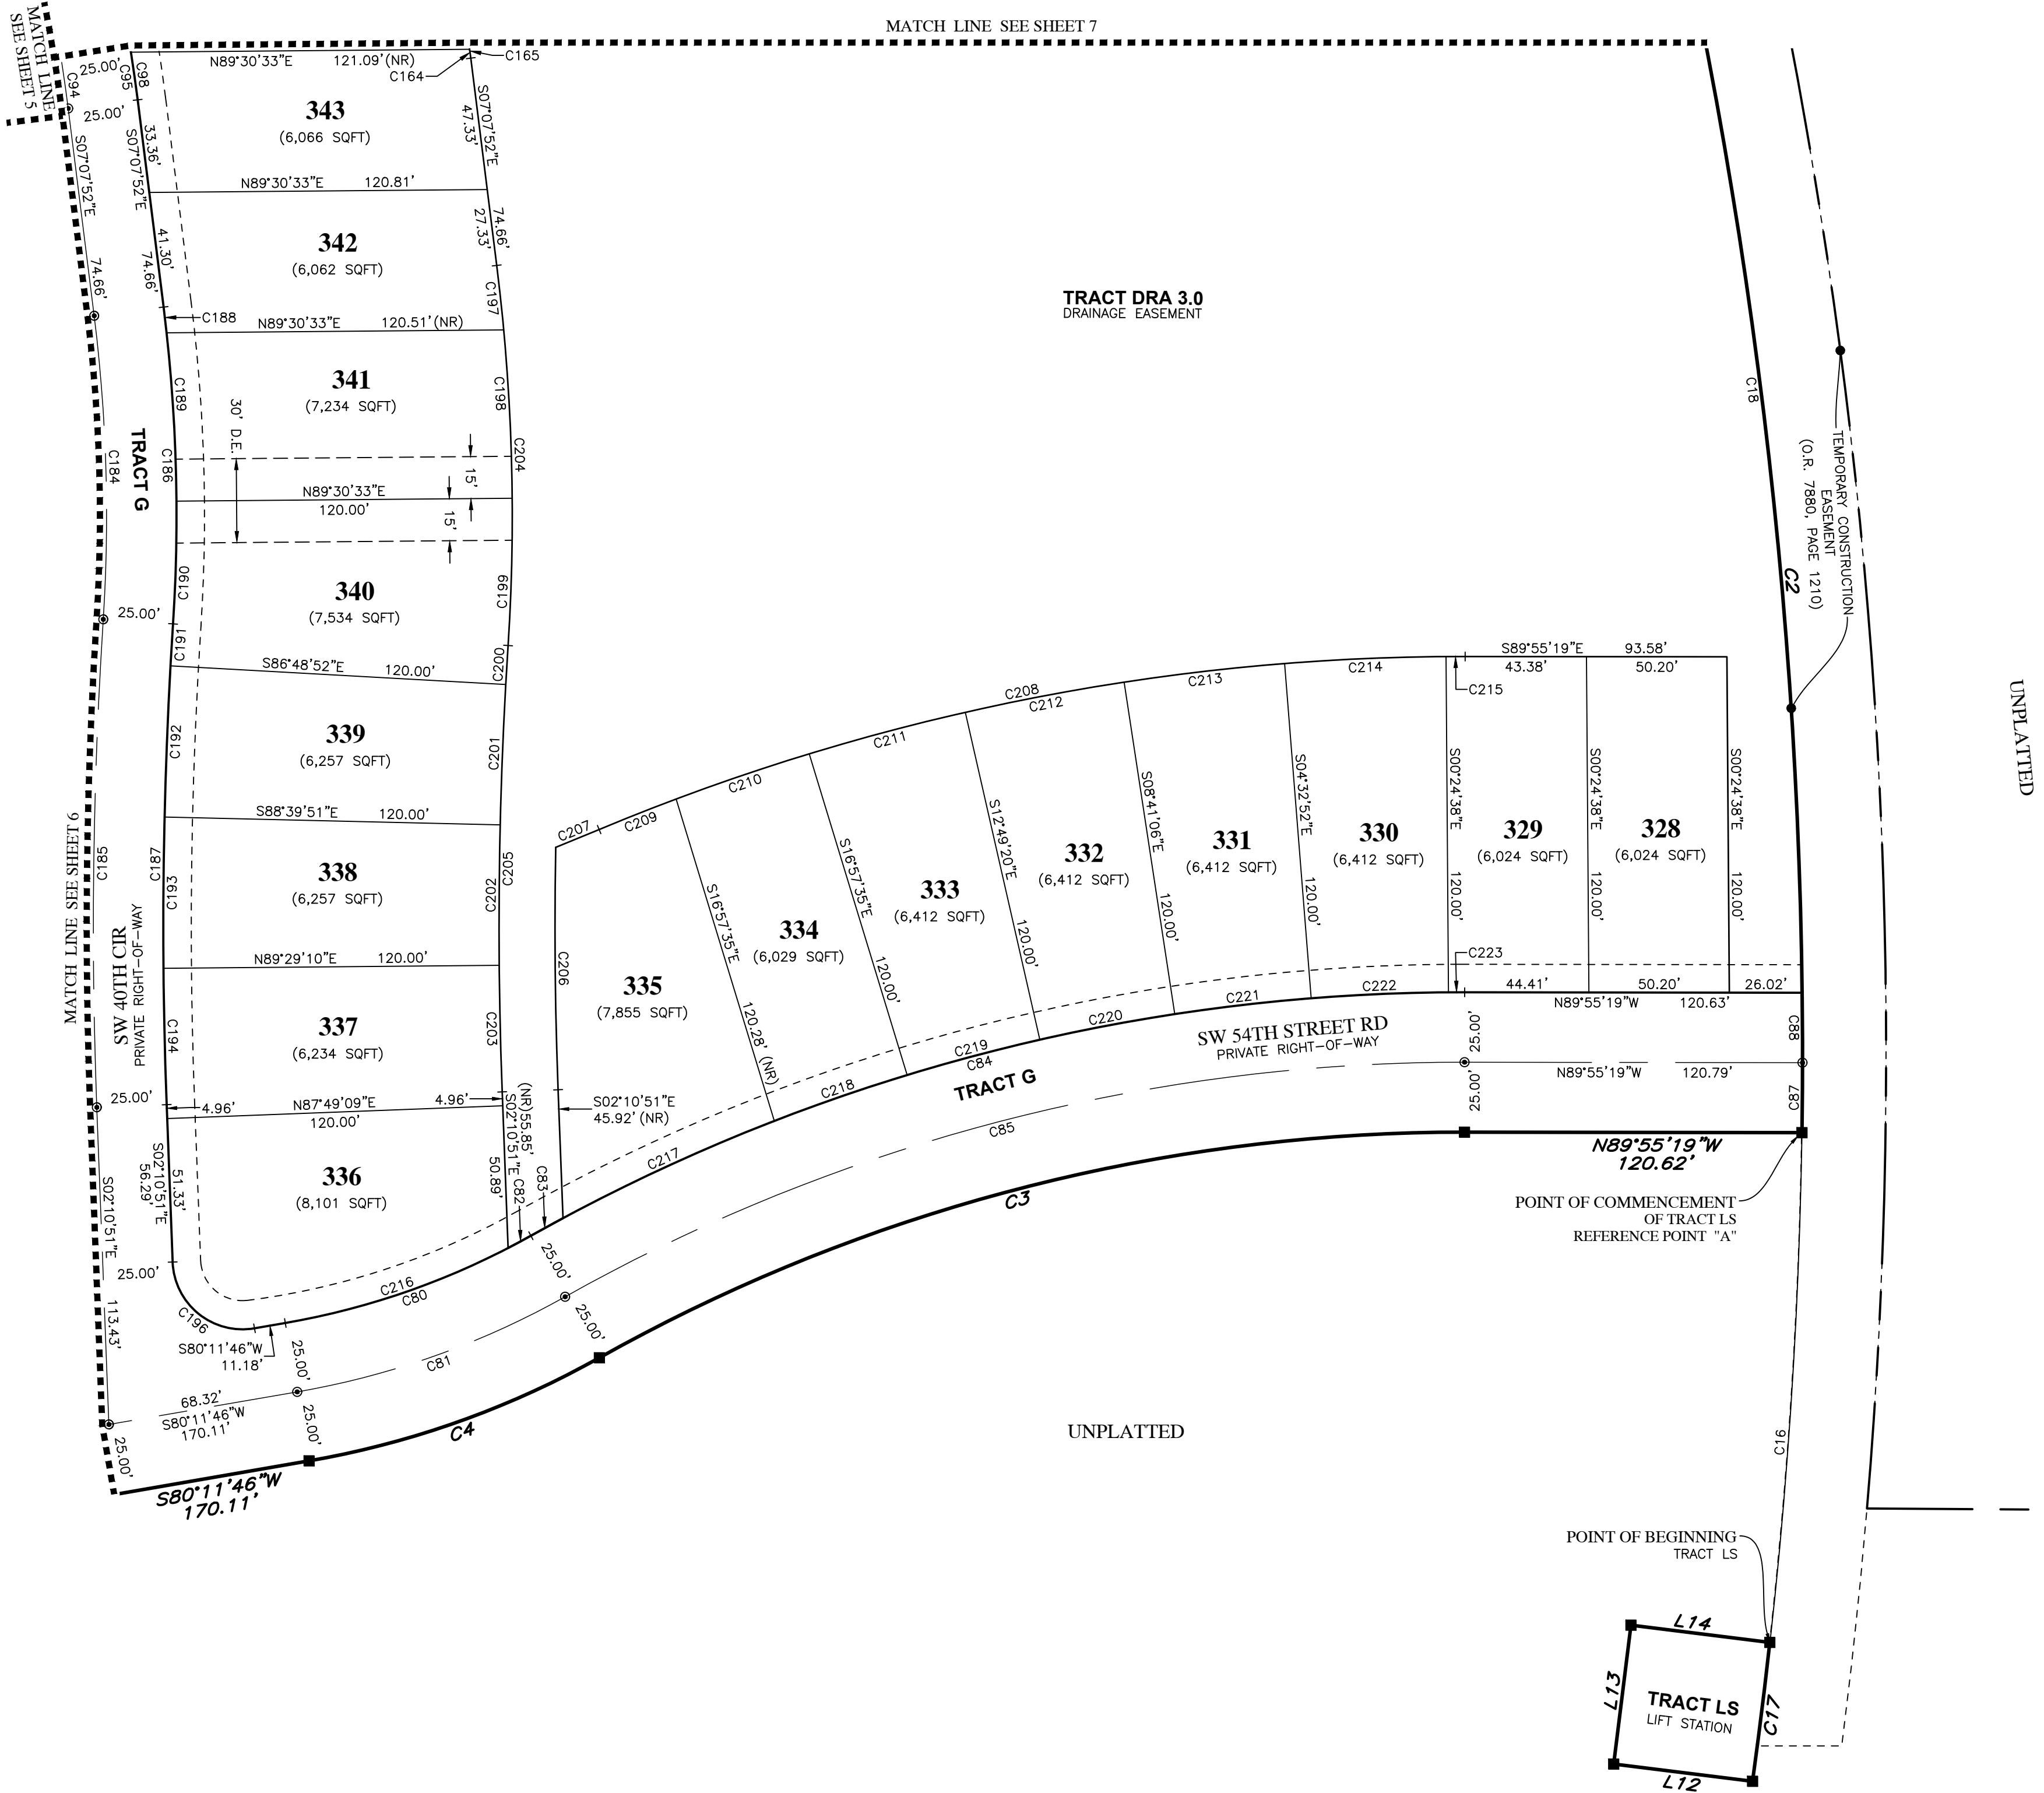 MATCH LINE SEE SHEET 7
MATCH LINE
SEE SHEET 5
25.00'
C94
C95
C98
25.00'
N89°30'33"E 121.09'(NR)
C164
C165
343
(6,066 SQFT)
S07°07'52"E
47.33'
33.36'
S07°07'52"E
S07°07'52"E
74.66'
N89°30'33"E 120.81'
342
(6,062 SQFT)
74.66'
27.33'
41.30'
74.66'
C197
C188
N89°30'33"E 120.51'(NR)
341
(7,234 SQFT)
C189
C198
30' D.E.
TRACT G
C184
C186
C204
15'
N89°30'33"E
120.00'
15'
340
(7,534 SQFT)
C190
C199
25.00'
C191
C200
S86°48'52"E 120.00'
339
(6,257 SQFT)
C192
C201
S88°39'51"E 120.00'
MATCH LINE SEE SHEET 6
C185
C187
338
(6,257 SQFT)
C193
C202
C205
SW 40TH CIR
PRIVATE RIGHT-OF-WAY
N89°29'10"E 120.00'
337
(6,234 SQFT)
C194
C203
25.00'
4.96'
N87°49'09"E
120.00'
4.96'
336
(8,101 SQFT)
S02°10'51"E
56.29'
51.33'
50.89'
S02°10'51"E
(NR)55.85'
C82
C83
S02°10'51"E
113.43'
25.00'
C196
S80°11'46"W
11.18'
C216
C80
25.00'
25.00'
25.00'
25.00'
C81
68.32'
S80°11'46"W
170.11'
25.00'
S80°11'46"W
170.11'
C4
TRACT DRA 3.0
DRAINAGE EASEMENT
C18
C2
TEMPORARY CONSTRUCTION
EASEMENT
(O.R. 7880, PAGE 1210)
UNPLATTED
C207
C209
C210
C211
C208
C212
C213
C214
C215
S89°55'19"E 93.58'
43.38'
50.20'
C206
335
(7,855 SQFT)
S02°10'51"E
45.92'(NR)
S16°57'35"E
120.28' (NR)
334
(6,029 SQFT)
S16°57'35"E
120.00'
333
(6,412 SQFT)
S12°49'20"E
120.00'
332
(6,412 SQFT)
S08°41'06"E
120.00'
331
(6,412 SQFT)
S04°32'52"E
120.00'
330
(6,412 SQFT)
S00°24'38"E
120.00'
329
(6,024 SQFT)
S00°24'38"E
120.00'
328
(6,024 SQFT)
S00°24'38"E
120.00'
C223
44.41'
50.20'
26.02'
N89°55'19"W 120.63'
C217
C218
C219
C84
C220
C221
C222
SW 54TH STREET RD
PRIVATE RIGHT-OF-WAY
TRACT G
C85
25.00'
25.00'
N89°55'19"W 120.79'
C88
C87
N89°55'19"W
120.62'
C3
POINT OF COMMENCEMENT
OF TRACT LS
REFERENCE POINT "A"
UNPLATTED
C16
POINT OF BEGINNING
TRACT LS
L14
L13
TRACT LS
LIFT STATION
C17
L12